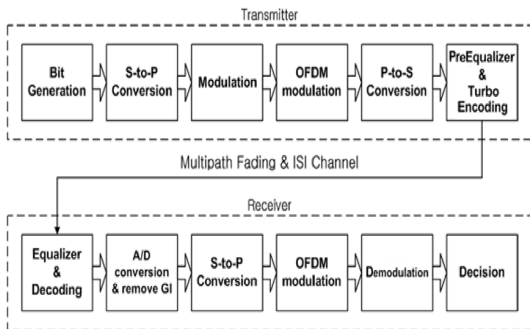 Transmitter
Bit
Generation
S-to-P
Conversion
Modulation
OFDM
modulation
P-to-S
Conversion
PreEqualizer
&
Turbo
Encoding
Multipath Fading & ISI Channel
Receiver
Equalizer
&
Decoding
A/D
conversion
& remove GI
S-to-P
Conversion
OFDM
modulation
Demodulation
Decision